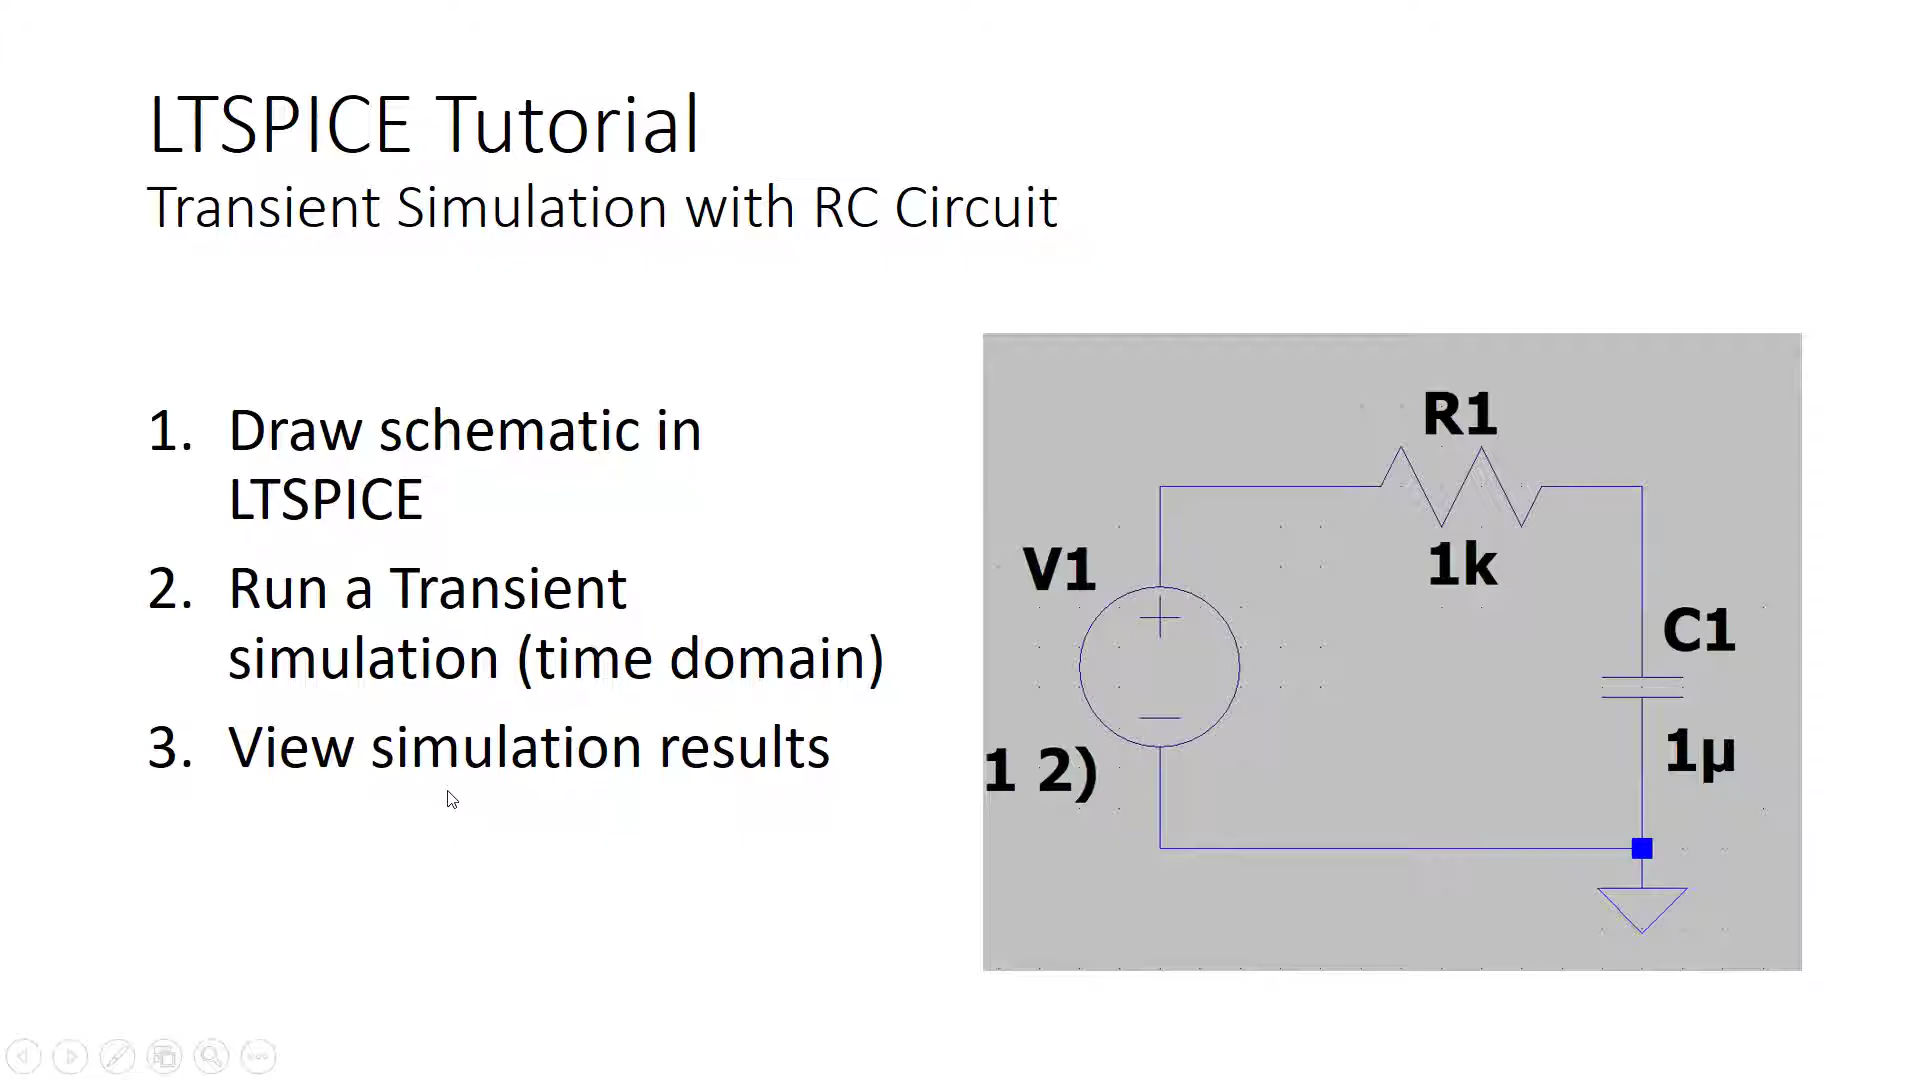 LTSPICE Tutorial
Transient Simulation with RC Circuit
1. Draw schematic in
LTSPICE
2. Run a Transient
simulation (time domain)
3. View simulation results
R1
1k
V1
1 2)
C1
1µ